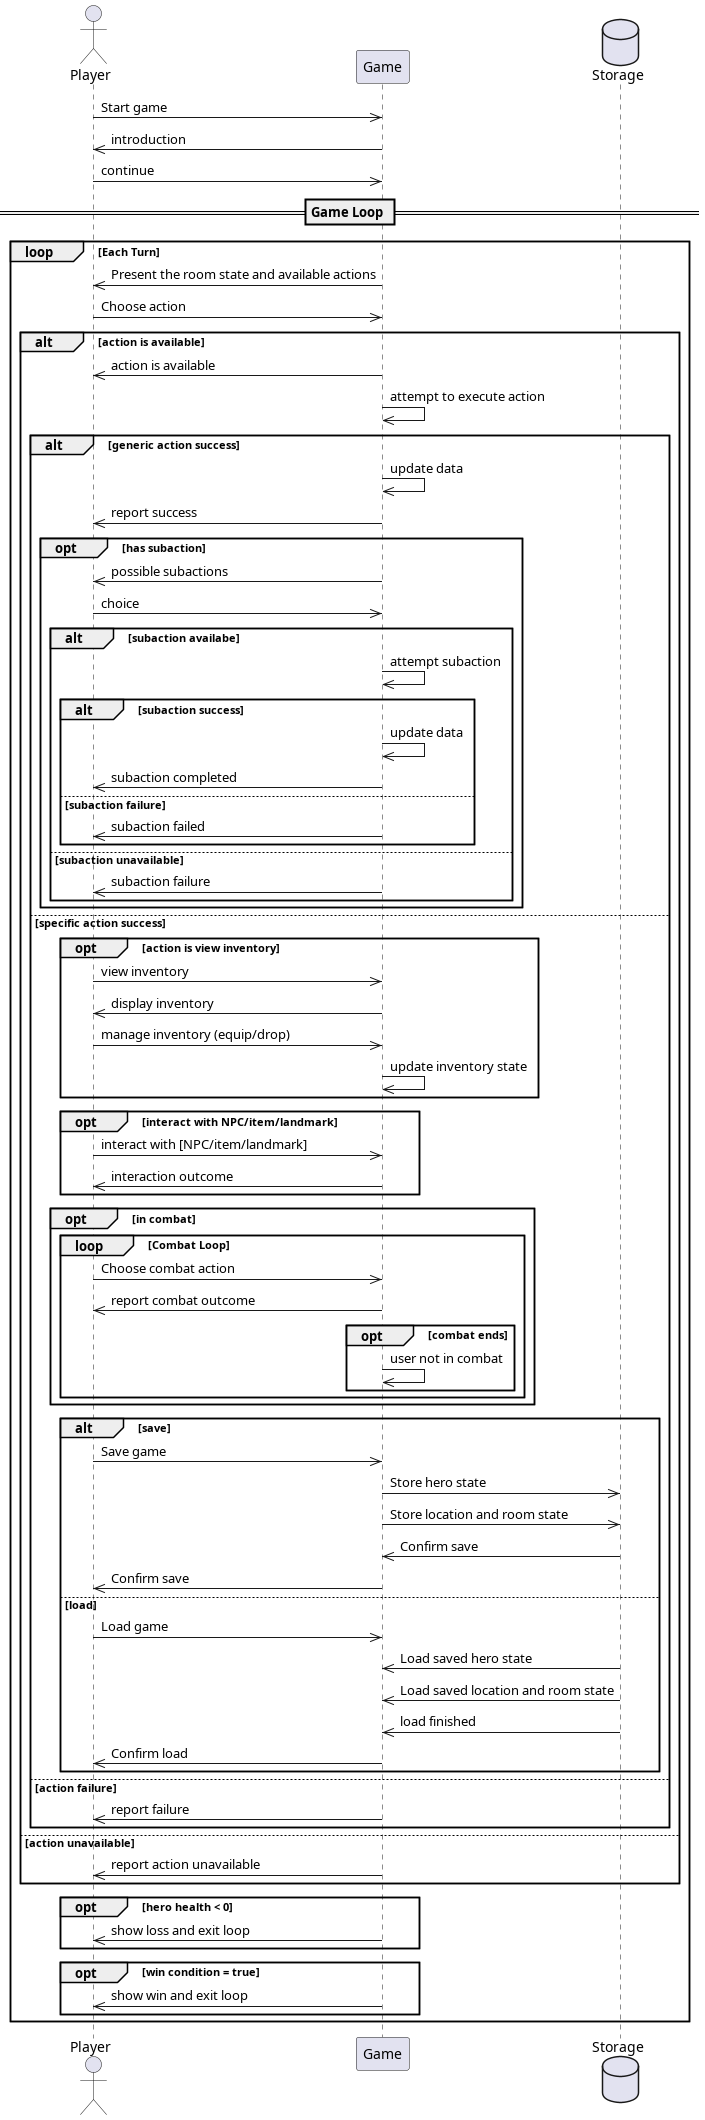 Player
Game
Storage
Start game
introduction
continue
Game Loop
loop [Each Turn]
Present the room state and available actions
Choose action
alt [action is available]
action is available
attempt to execute action
alt [generic action success]
update data
report success
opt [has subaction]
possible subactions
choice
alt [subaction availabe]
attempt subaction
alt [subaction success]
update data
subaction completed
[subaction failure]
subaction failed
[subaction unavailable]
subaction failure
[specific action success]
opt [action is view inventory]
view inventory
display inventory
manage inventory (equip/drop)
update inventory state
opt [interact with NPC/item/landmark]
interact with [NPC/item/landmark]
interaction outcome
opt [in combat]
loop [Combat Loop]
Choose combat action
report combat outcome
opt [combat ends]
user not in combat
alt [save]
Save game
Store hero state
Store location and room state
Confirm save
Confirm save
[load]
Load game
Load saved hero state
Load saved location and room state
load finished
Confirm load
[action failure]
report failure
[action unavailable]
report action unavailable
opt [hero health < 0]
show loss and exit loop
opt [win condition = true]
show win and exit loop
Player
Game
Storage